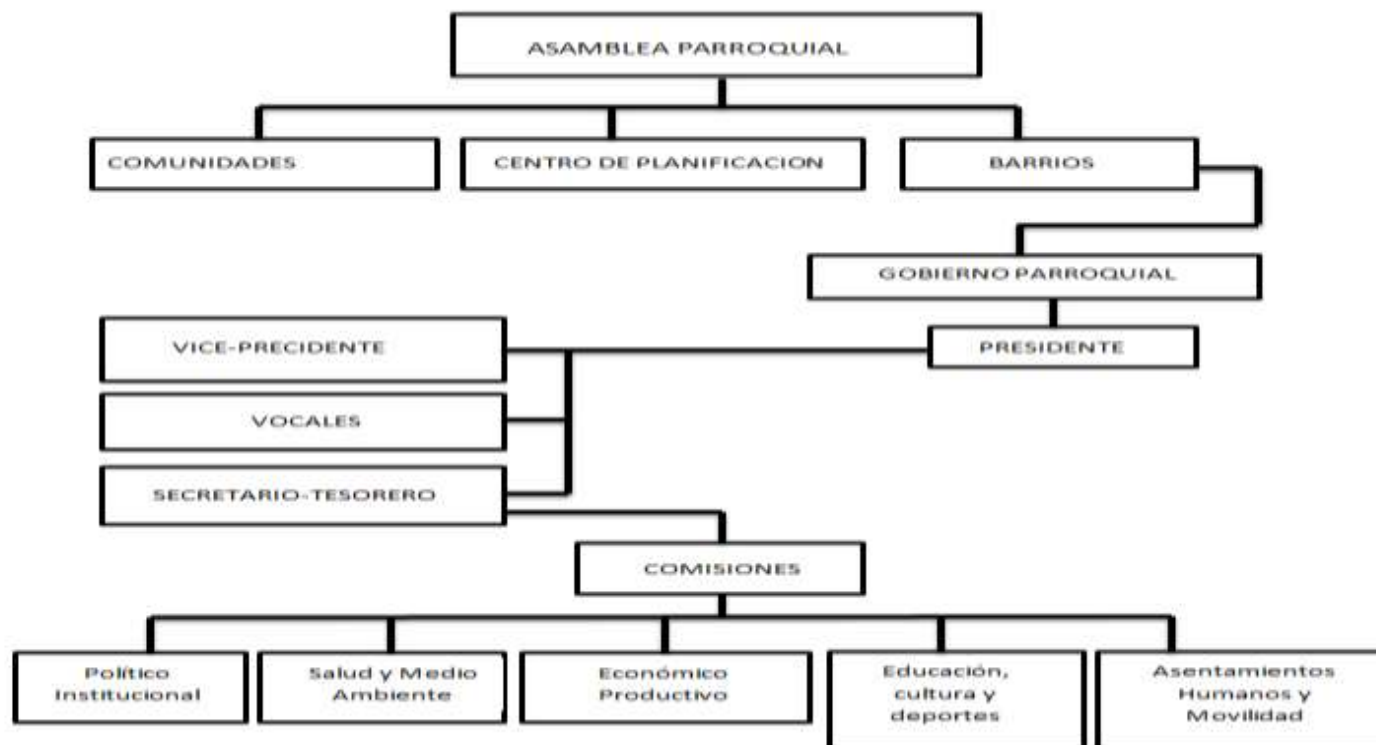 ASAMBLEA PARROQUIAL
COMUNIDADES
CENTRO DE PLANIFICACION
BARRIOS
GOBIERNO PARROQUIAL
VICE-PRECIDENTE
PRESIDENTE
VOCALES
SECRETARIO-TESORERO
COMISIONES
Político
Institucional
Salud y Medio
Ambiente
Económico
Productivo
Educación,
cultura y
deportes
Asentamientos
Humanos y
Movilidad